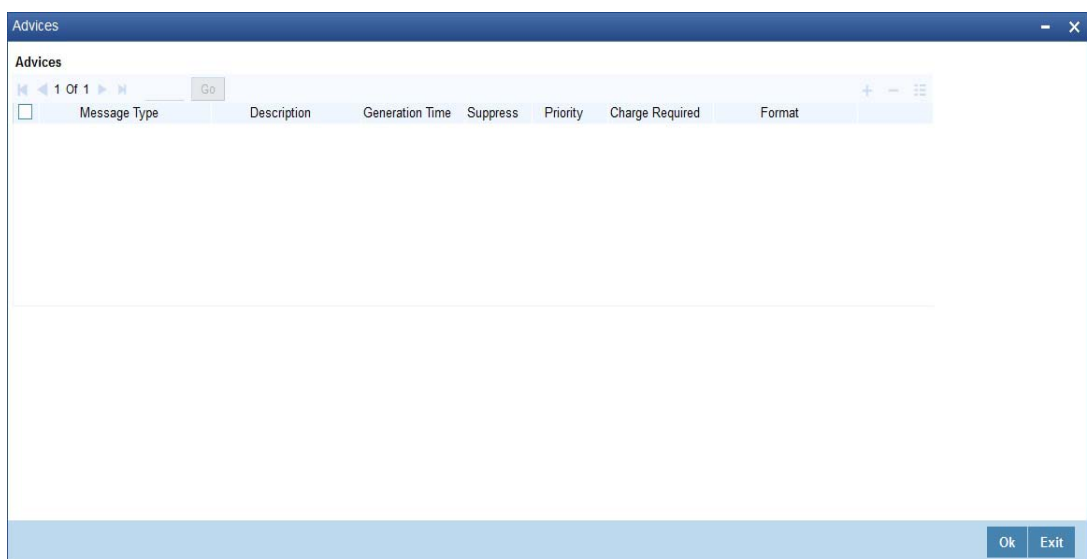 Advices
Advices
1 Of 1 Go
Message Type Description Generation Time Suppress Priority Charge Required Format
Ok Exit